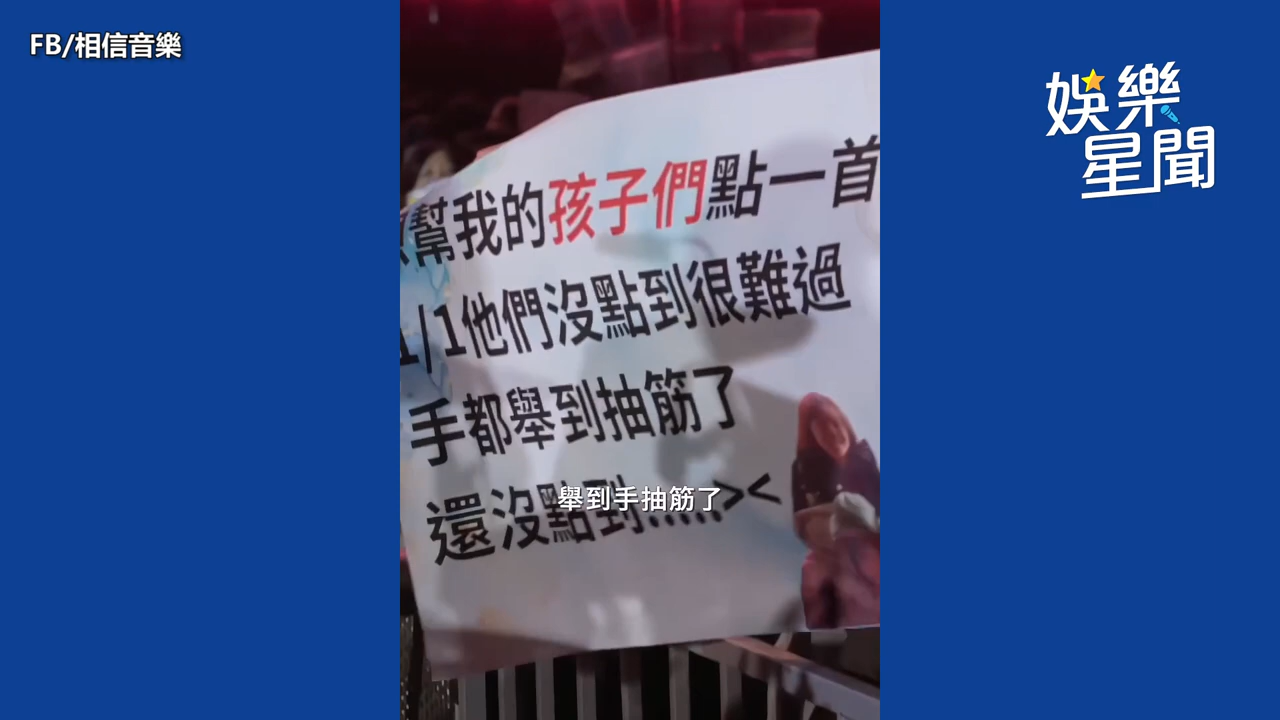 FB/相信音樂
娛樂
星聞
幫我的孩子們點一首
1/1他們沒點到很難過
手都舉到抽筋了
還沒點到.....><
舉到手抽筋了